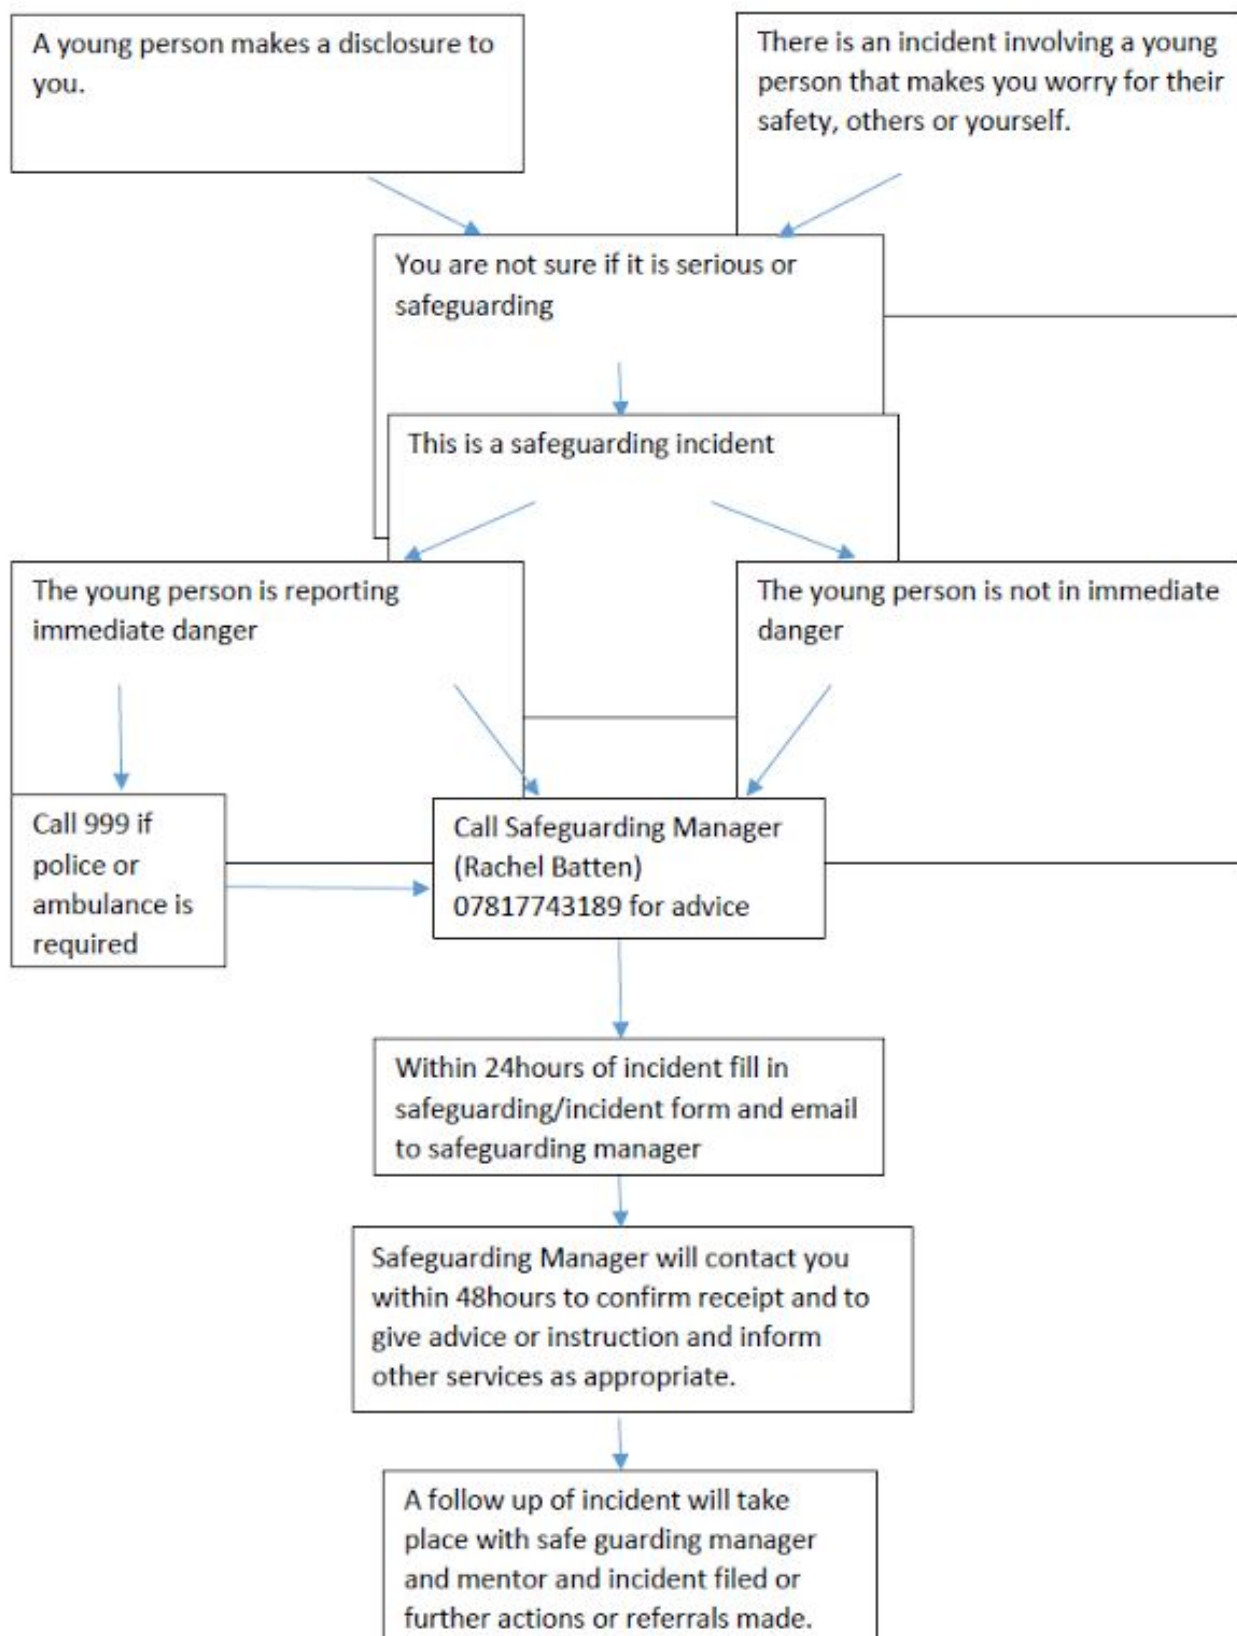 A young person makes a disclosure to
you.
There is an incident involving a young
person that makes you worry for their
safety, others or yourself.
You are not sure if it is serious or
safeguarding
This is a safeguarding incident
The young person is reporting
immediate danger
The young person is not in immediate
danger
Call 999 if
police or
ambulance is
required
Call Safeguarding Manager
(Rachel Batten)
07817743189 for advice
Within 24hours of incident fill in
safeguarding/incident form and email
to safeguarding manager
Safeguarding Manager will contact you
within 48hours to confirm receipt and to
give advice or instruction and inform
other services as appropriate.
A follow up of incident will take
place with safe guarding manager
and mentor and incident filed or
further actions or referrals made.